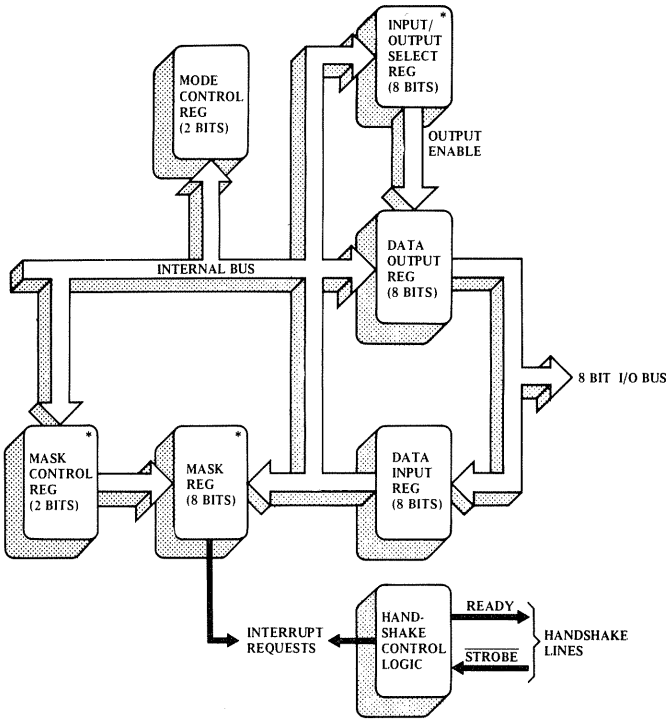 INPUT/ *
OUTPUT
SELECT
REG
(8 BITS)
MODE
CONTROL
REG
(2 BITS)
OUTPUT
ENABLE
INTERNAL BUS
DATA
OUTPUT
REG
(8 BITS)
8 BIT I/O BUS
*
MASK
CONTROL
REG
(2 BITS)
*
MASK
REG
(8 BITS)
DATA
INPUT
REG
(8 BITS)
INTERRUPT
REQUESTS
HAND-
SHAKE
CONTROL
LOGIC
READY
STROBE
HANDSHAKE
LINES